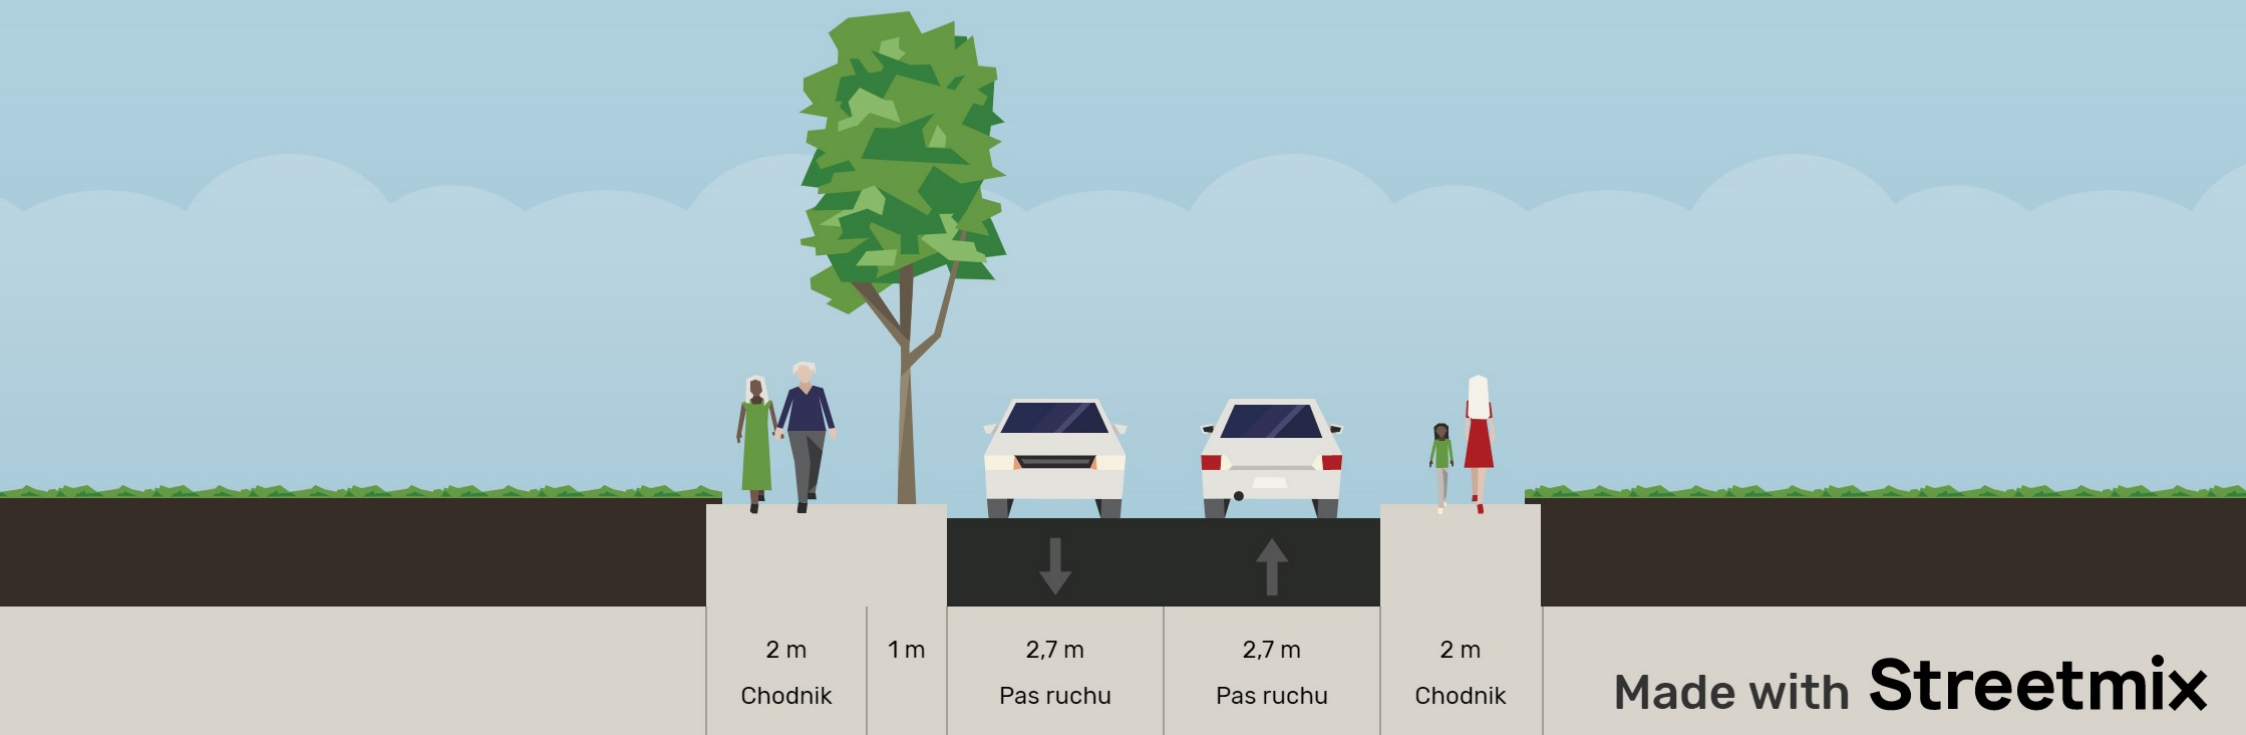 2 m
Chodnik
1 m
2,7 m
Pas ruchu
2,7 m
Pas ruchu
2 m
Chodnik
Made with Streetmix